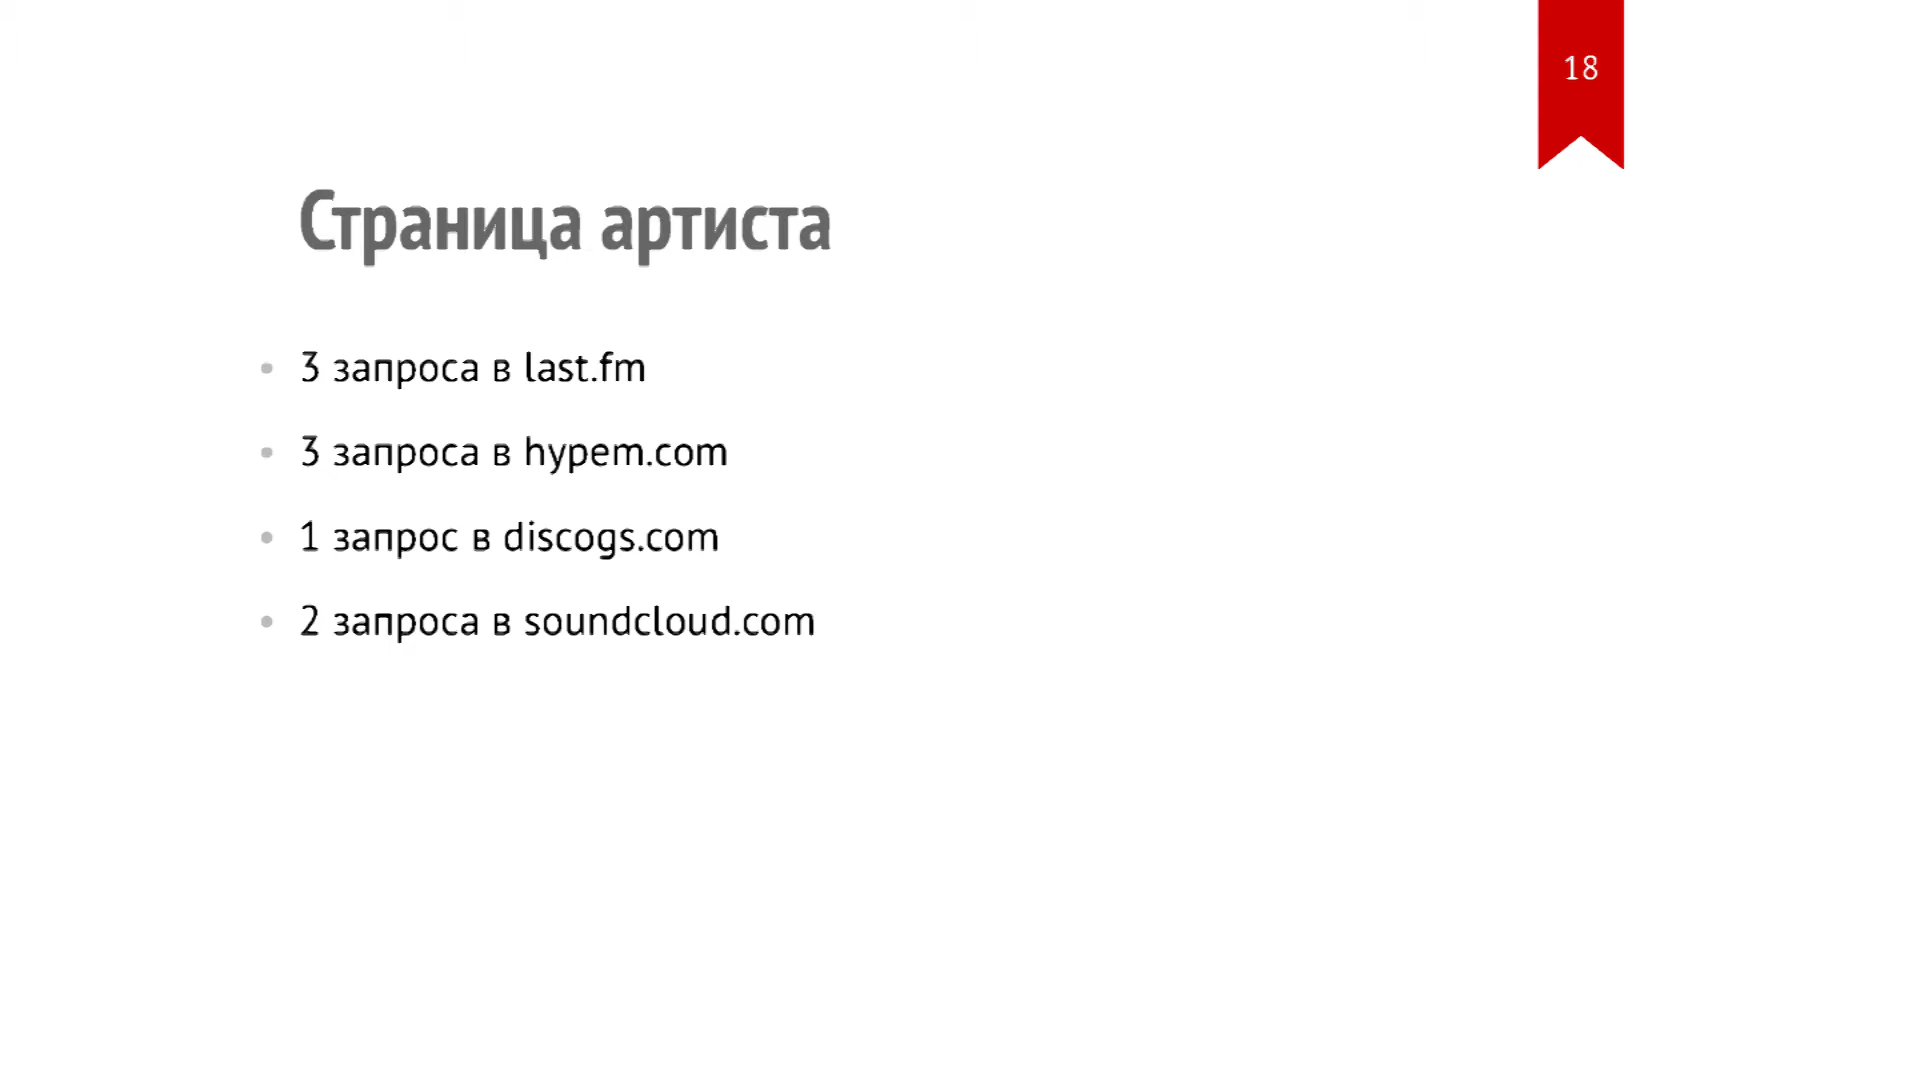 18
Страница артиста
• 3 запроса в last.fm
• 3 запроса в hypem.com
• 1 запрос в discogs.com
• 2 запроса в soundcloud.com